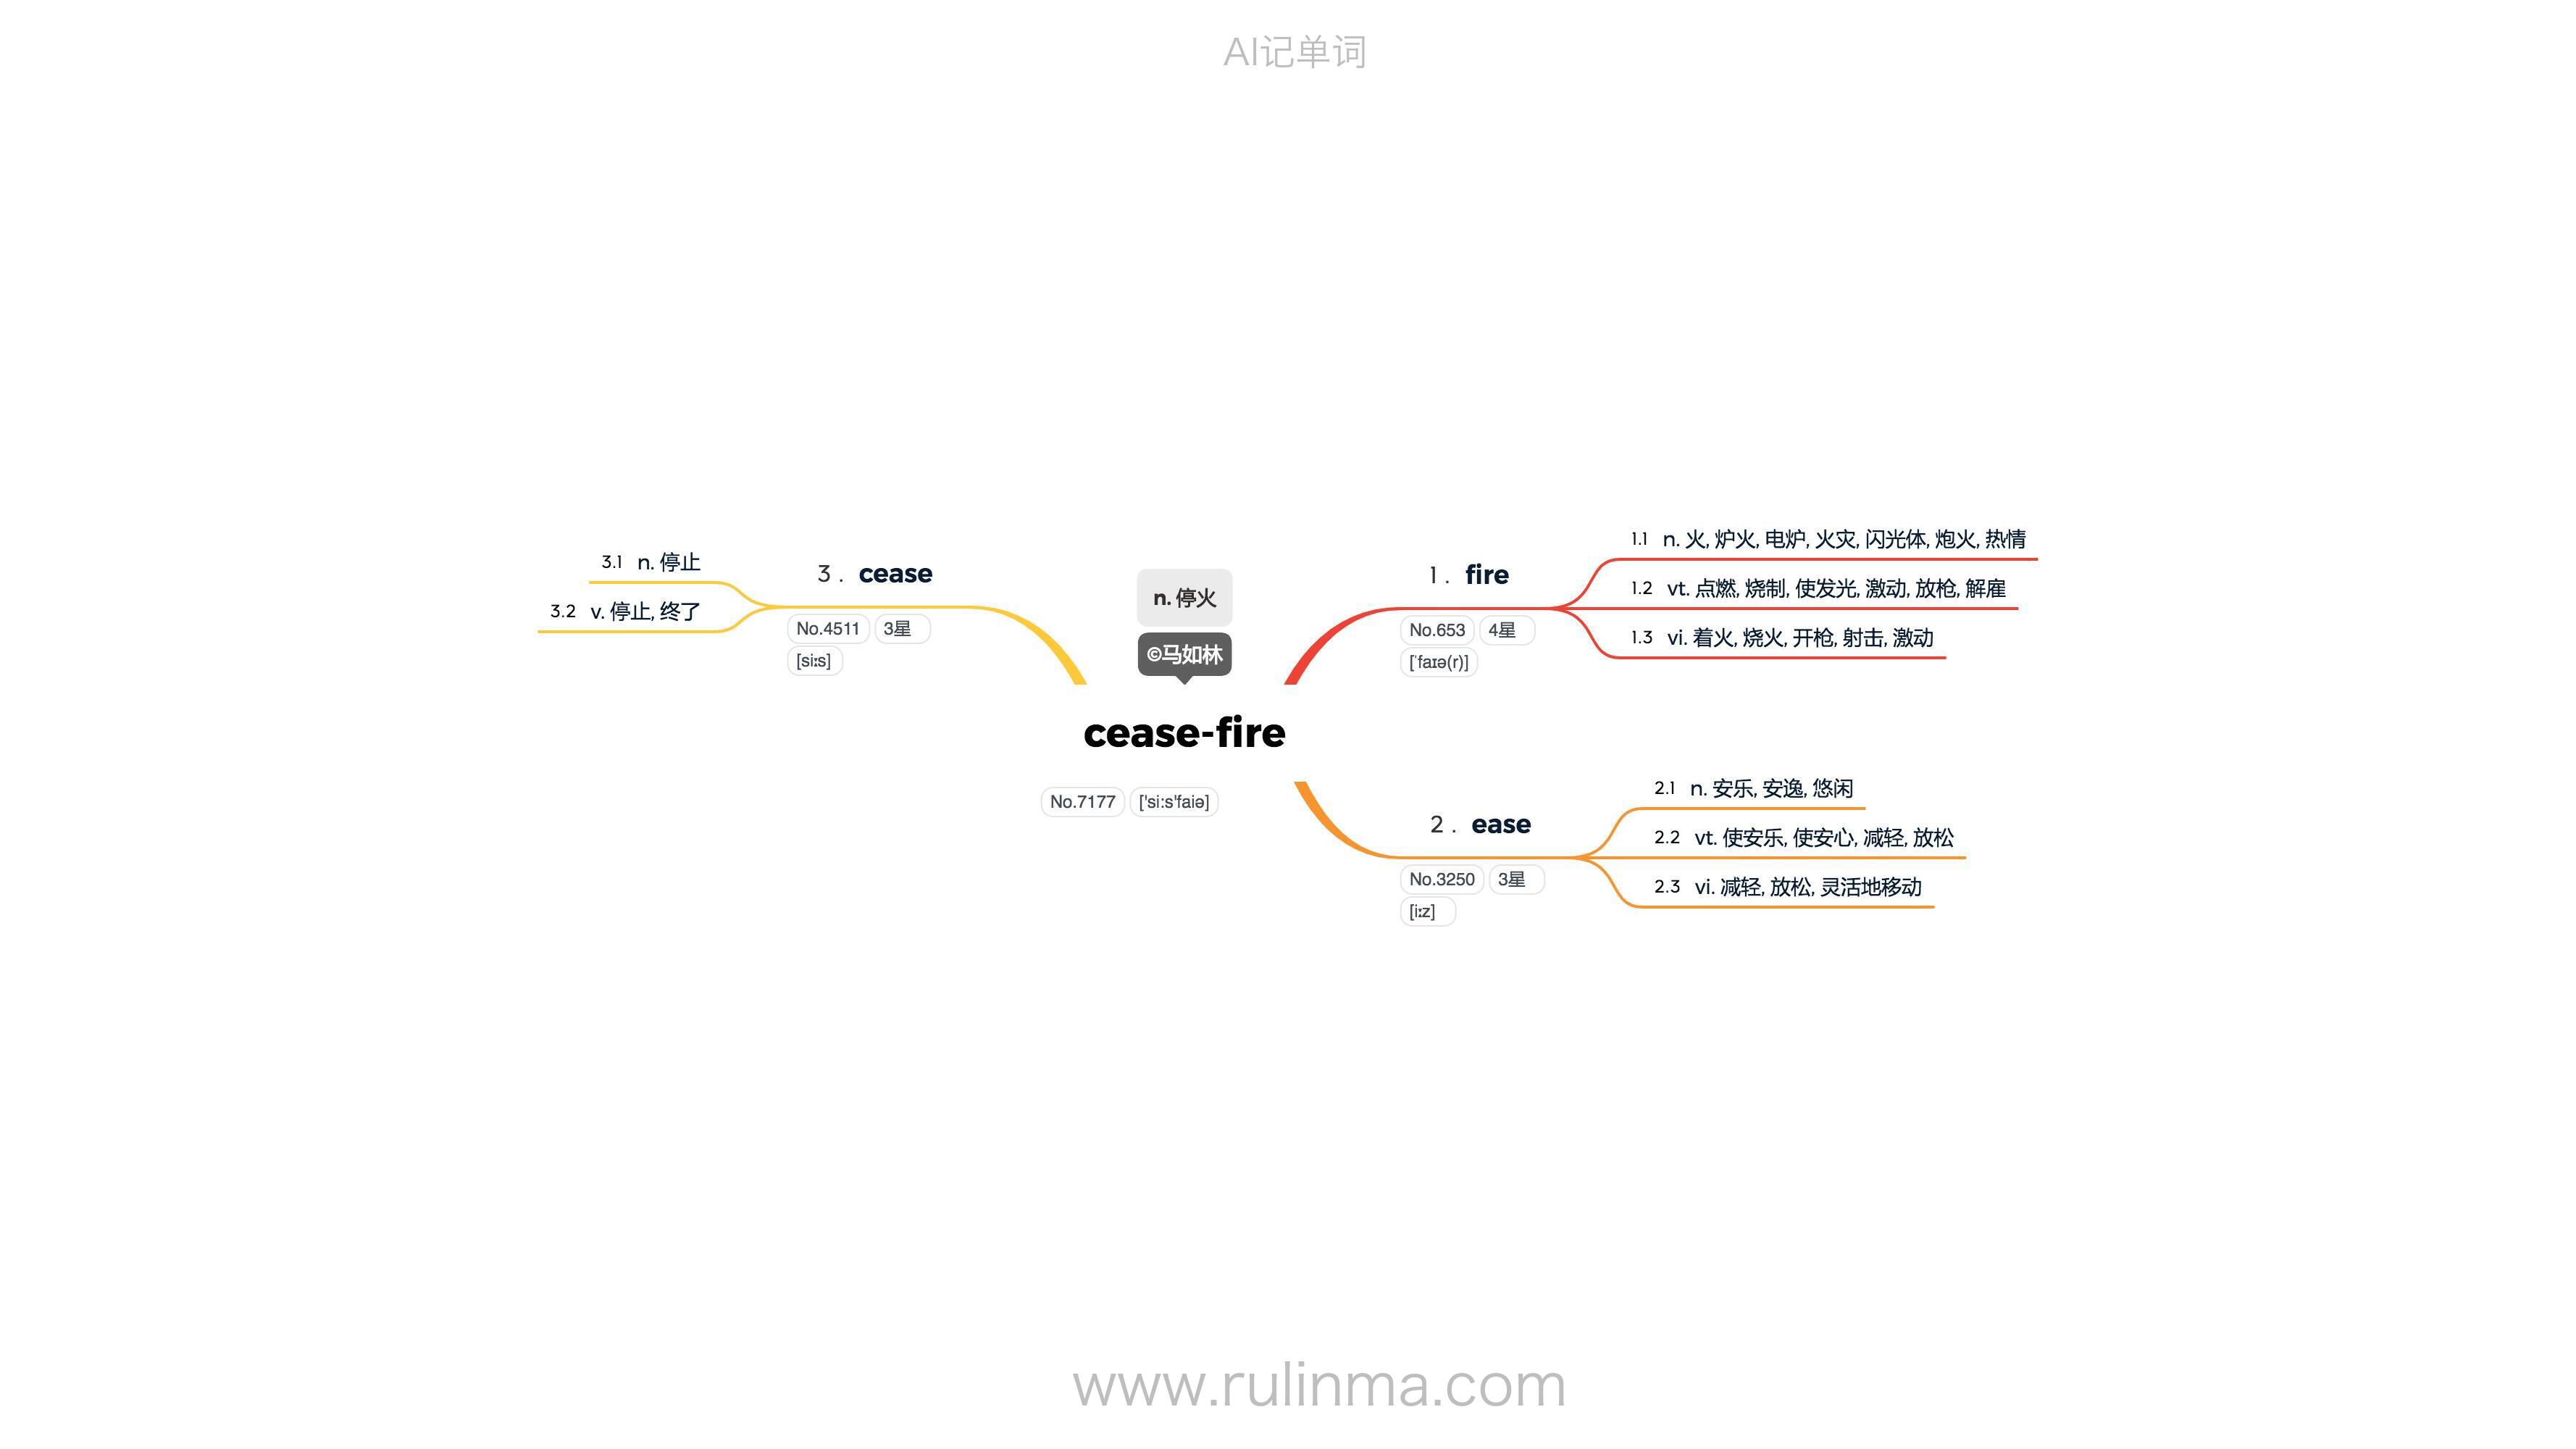 AI记单词
n. 停火
©马如林
cease-fire
No.7177 ['si:s'faiə]
1. fire
No.653 4星
['faɪə(r)]
1.1 n. 火, 炉火, 电炉, 火灾, 闪光体, 炮火, 热情
1.2 vt. 点燃, 烧制, 使发光, 激动, 放枪, 解雇
1.3 vi. 着火, 烧火, 开枪, 射击, 激动
2. ease
No.3250 3星
[iːz]
2.1 n. 安乐, 安逸, 悠闲
2.2 vt. 使安乐, 使安心, 减轻, 放松
2.3 vi. 减轻, 放松, 灵活地移动
3. cease
No.4511 3星
[siːs]
3.1 n. 停止
3.2 v. 停止, 终了
www.rulinma.com